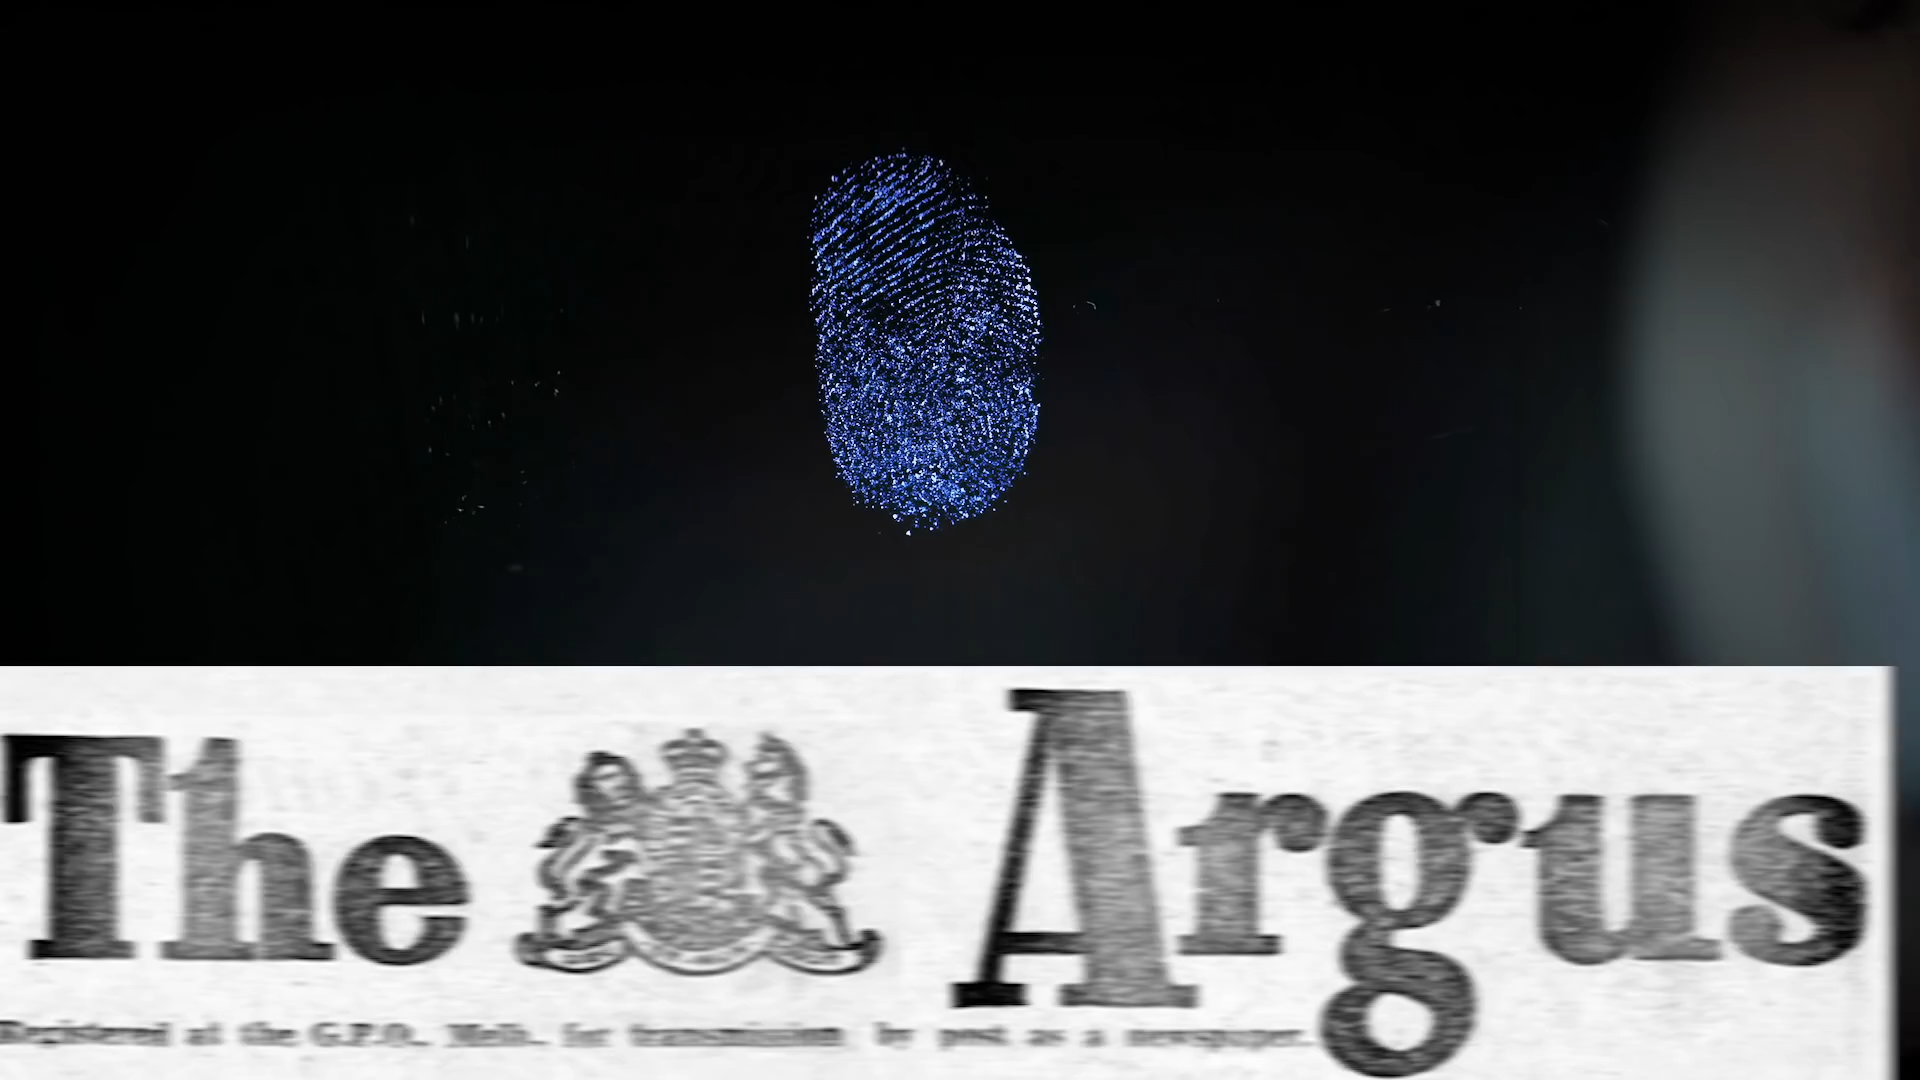 The Argus
Registered at the G.P.O., Melb., for transmission by post as a newspaper.